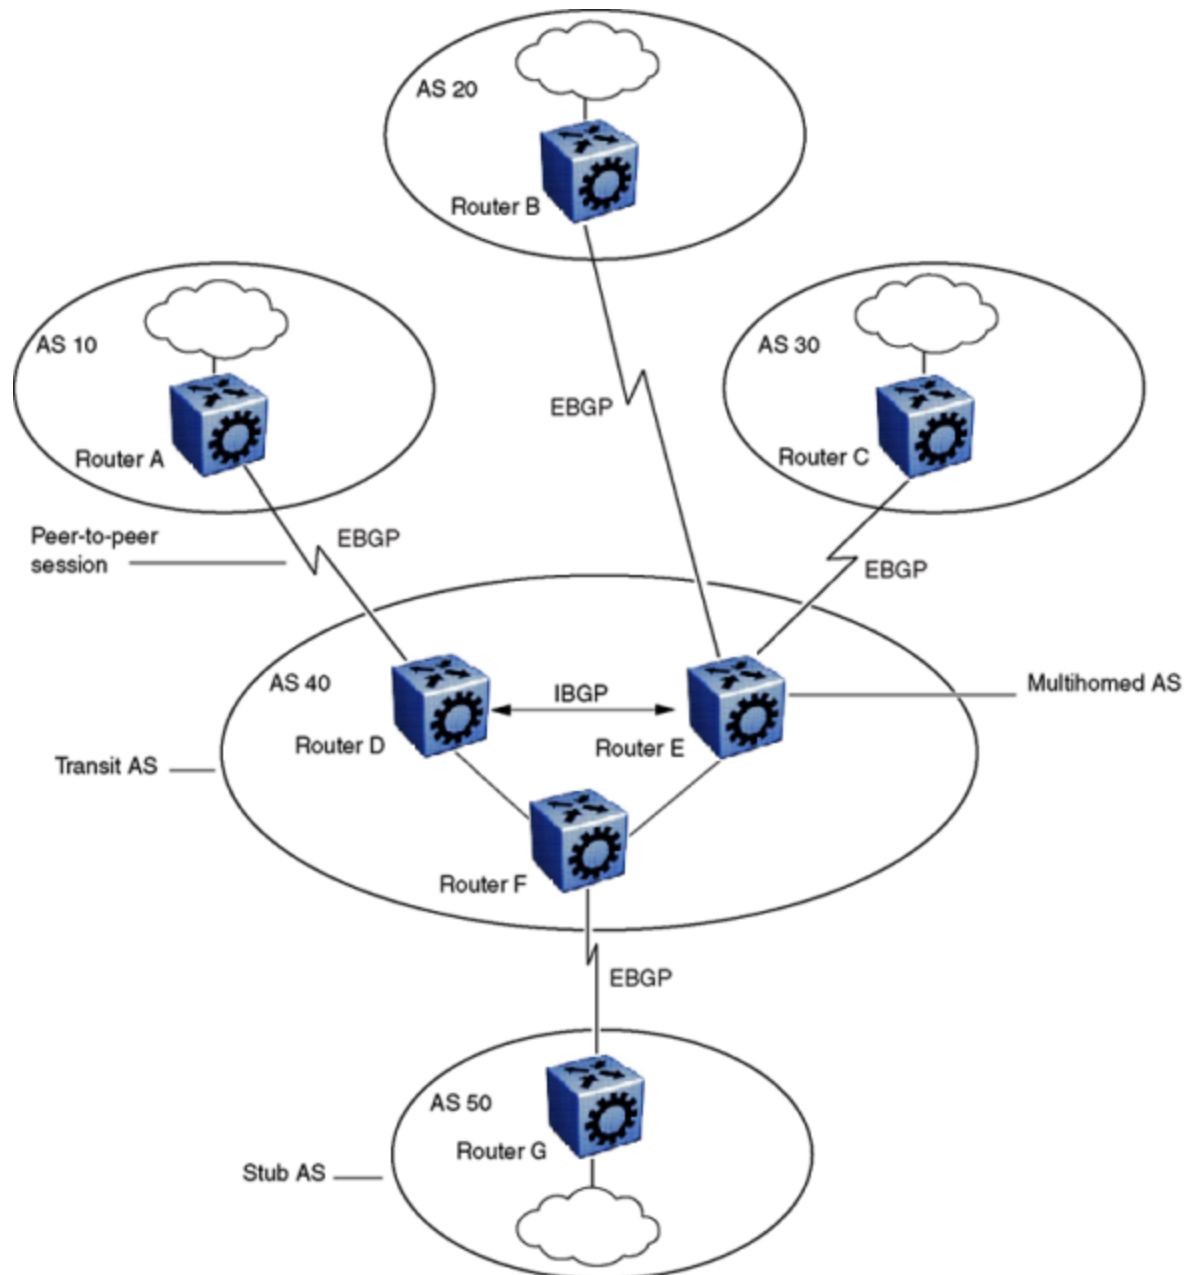 AS 20
Router B
AS 10
Router A
AS 30
Router C
EBGP
Peer-to-peer
session
EBGP
EBGP
AS 40
IBGP
Multihomed AS
Router D
Router E
Transit AS
Router F
EBGP
AS 50
Router G
Stub AS